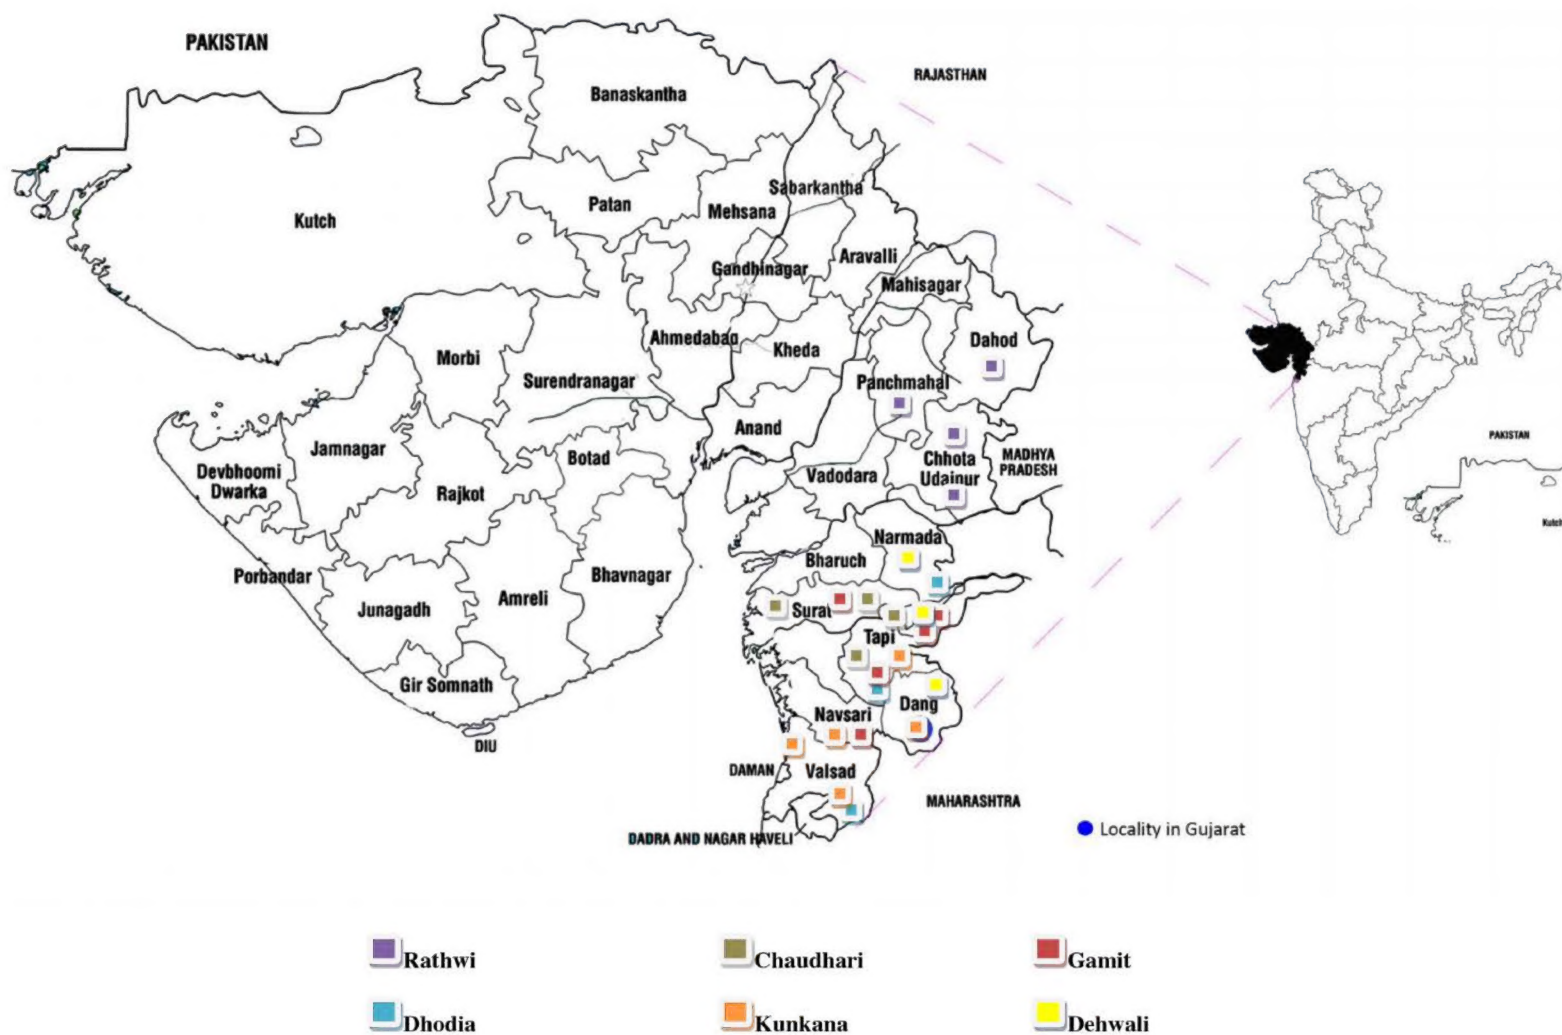 PAKISTAN
RAJASTHAN
Banaskantha
Sabarkantha
Patan
Mehsana
Kutch
Aravalli
Gandhinagar
Mahisagar
Ahmedabad
Dahod
Kheda
Morbi
Panchmahal
Surendranagar
Anand
Jamnagar
Botad
Chhota
Udaipur
MADHYA
PRADESH
Devbhoomi
Dwarka
Vadodara
Rajkot
PAKISTAN
Kutch
Narmada
Bharuch
Porbandar
Bhavnagar
Junagadh
Amreli
Surat
Tapi
Gir Somnath
Dang
Navsari
DIU
DAMAN
Valsad
MAHARASHTRA
Locality in Gujarat
DADRA AND NAGAR HAVELI
Rathwi
Chaudhari
Gamit
Dhodia
Kunkana
Dehwali